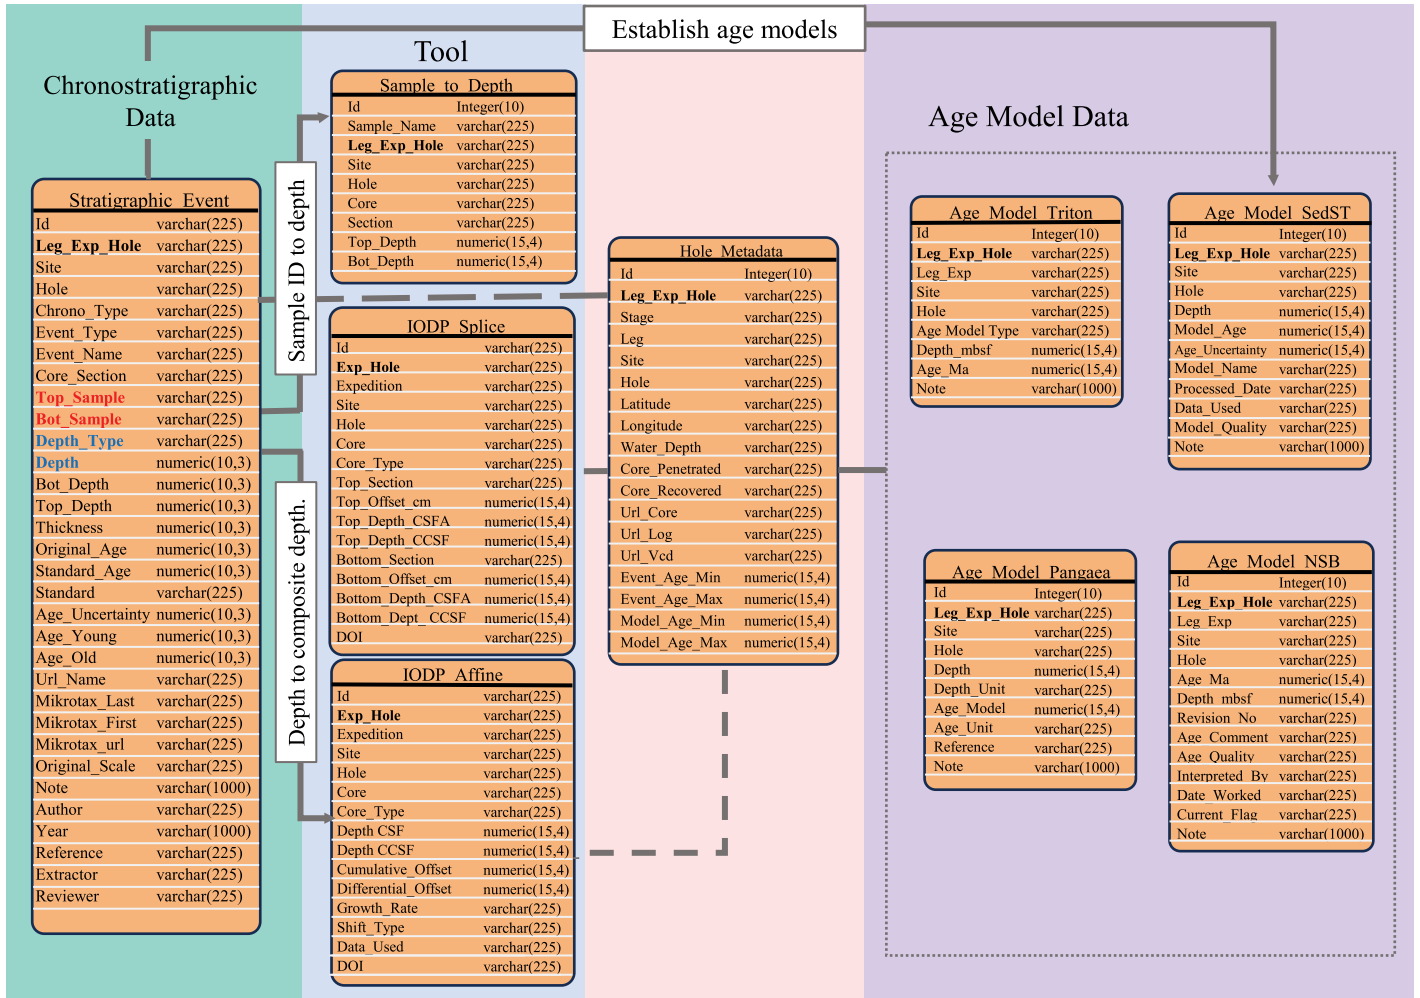 Establish age models
Chronostratigraphic
Data
Stratigraphic_Event
Id varchar(225)
Leg_Exp_Hole varchar(225)
Site varchar(225)
Hole varchar(225)
Chrono_Type varchar(225)
Event_Type varchar(225)
Event_Name varchar(225)
Core_Section varchar(225)
Top_Sample varchar(225)
Bot_Sample varchar(225)
Depth_Type varchar(225)
Depth numeric(10,3)
Bot_Depth numeric(10,3)
Top_Depth numeric(10,3)
Thickness numeric(10,3)
Original_Age numeric(10,3)
Standard_Age numeric(10,3)
Standard varchar(225)
Age_Uncertainty numeric(10,3)
Age_Young numeric(10,3)
Age_Old numeric(10,3)
Url_Name varchar(225)
Mikrotax_Last varchar(225)
Mikrotax_First varchar(225)
Mikrotax_url varchar(225)
Original_Scale varchar(225)
Note varchar(1000)
Author varchar(225)
Year varchar(1000)
Reference varchar(225)
Extractor varchar(225)
Reviewer varchar(225)
Sample ID to depth
Depth to composite depth.
Tool
Sample_to_Depth
Id Integer(10)
Sample_Name varchar(225)
Leg_Exp_Hole varchar(225)
Site varchar(225)
Hole varchar(225)
Core varchar(225)
Section varchar(225)
Top_Depth numeric(15,4)
Bot_Depth numeric(15,4)
IODP_Splice
Id varchar(225)
Exp_Hole varchar(225)
Expedition varchar(225)
Site varchar(225)
Hole varchar(225)
Core varchar(225)
Core_Type varchar(225)
Top_Section varchar(225)
Top_Offset_cm numeric(15,4)
Top_Depth_CSFA numeric(15,4)
Top_Depth_CCSF numeric(15,4)
Bottom_Section varchar(225)
Bottom_Offset_cm numeric(15,4)
Bottom_Depth_CSFA numeric(15,4)
Bottom_Dept_CCSF numeric(15,4)
DOI varchar(225)
IODP_Affine
Id varchar(225)
Exp_Hole varchar(225)
Expedition varchar(225)
Site varchar(225)
Hole varchar(225)
Core varchar(225)
Core_Type varchar(225)
Depth CSF numeric(15,4)
Depth CCSF numeric(15,4)
Cumulative_Offset numeric(15,4)
Differential_Offset numeric(15,4)
Growth_Rate varchar(225)
Shift_Type varchar(225)
Data_Used varchar(225)
DOI varchar(225)
Hole_Metadata
Id Integer(10)
Leg_Exp_Hole varchar(225)
Stage varchar(225)
Leg varchar(225)
Site varchar(225)
Hole varchar(225)
Latitude varchar(225)
Longitude varchar(225)
Water_Depth varchar(225)
Core_Penetrated varchar(225)
Core_Recovered varchar(225)
Url_Core varchar(225)
Url_Log varchar(225)
Url_Vcd varchar(225)
Event_Age_Min numeric(15,4)
Event_Age_Max numeric(15,4)
Model_Age_Min numeric(15,4)
Model_Age_Max numeric(15,4)
Age Model Data
Age_Model_Triton
Id Integer(10)
Leg_Exp_Hole varchar(225)
Leg_Exp varchar(225)
Site varchar(225)
Hole varchar(225)
Age Model Type varchar(225)
Depth_mbsf numeric(15,4)
Age_Ma numeric(15,4)
Note varchar(1000)
Age_Model_SedST
Id Integer(10)
Leg_Exp_Hole varchar(225)
Site varchar(225)
Hole varchar(225)
Depth numeric(15,4)
Model_Age numeric(15,4)
Age_Uncertainty numeric(15,4)
Model_Name varchar(225)
Processed_Date varchar(225)
Data_Used varchar(225)
Model_Quality varchar(225)
Note varchar(1000)
Age_Model_Pangaea
Id Integer(10)
Leg_Exp_Hole varchar(225)
Site varchar(225)
Hole varchar(225)
Depth numeric(15,4)
Depth_Unit varchar(225)
Age_Model numeric(15,4)
Age_Unit varchar(225)
Reference varchar(225)
Note varchar(1000)
Age_Model_NSB
Id Integer(10)
Leg_Exp_Hole varchar(225)
Leg_Exp varchar(225)
Site varchar(225)
Hole varchar(225)
Age_Ma numeric(15,4)
Depth_mbsf numeric(15,4)
Revision_No varchar(225)
Age_Comment varchar(225)
Age_Quality varchar(225)
Interpreted_By varchar(225)
Date_Worked varchar(225)
Current_Flag varchar(225)
Note varchar(1000)